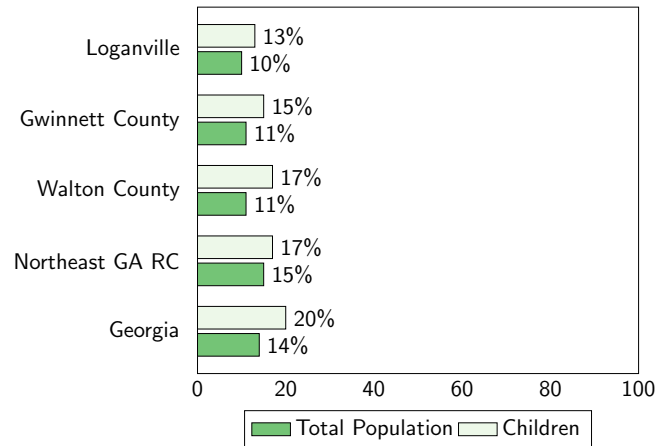 Loganville
13%
10%
Gwinnett County
15%
11%
Walton County
17%
11%
Northeast GA RC
17%
15%
Georgia
20%
14%
0 20 40 60 80 100
Total Population Children